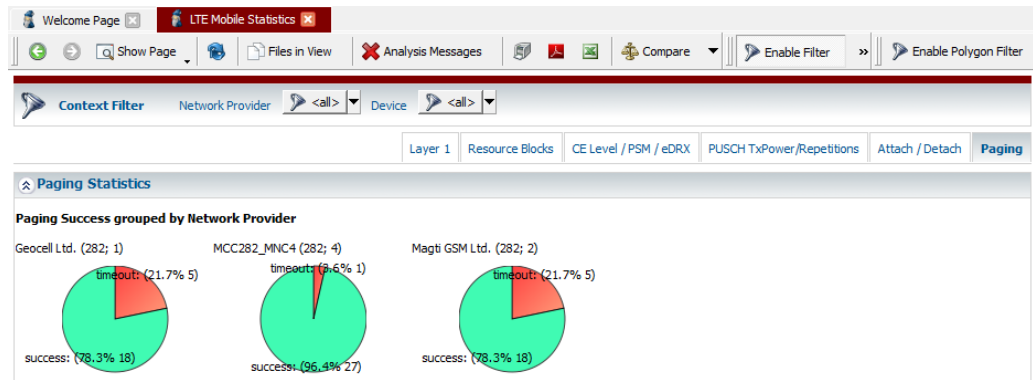 Welcome Page LTE Mobile Statistics
Show Page Files in View Analysis Messages Compare Enable Filter » Enable Polygon Filter
Context Filter Network Provider <all> Device <all>
Layer 1 Resource Blocks CE Level / PSM / eDRX PUSCH TxPower/Repetitions Attach / Detach Paging
Paging Statistics
Paging Success grouped by Network Provider
Geocell Ltd. (282; 1) MCC282_MNC4 (282; 4) Magti GSM Ltd. (282; 2)
timeout: (21.7% 5) timeout: (3.6% 1) timeout: (21.7% 5)
success: (78.3% 18) success: (96.4% 27) success: (78.3% 18)